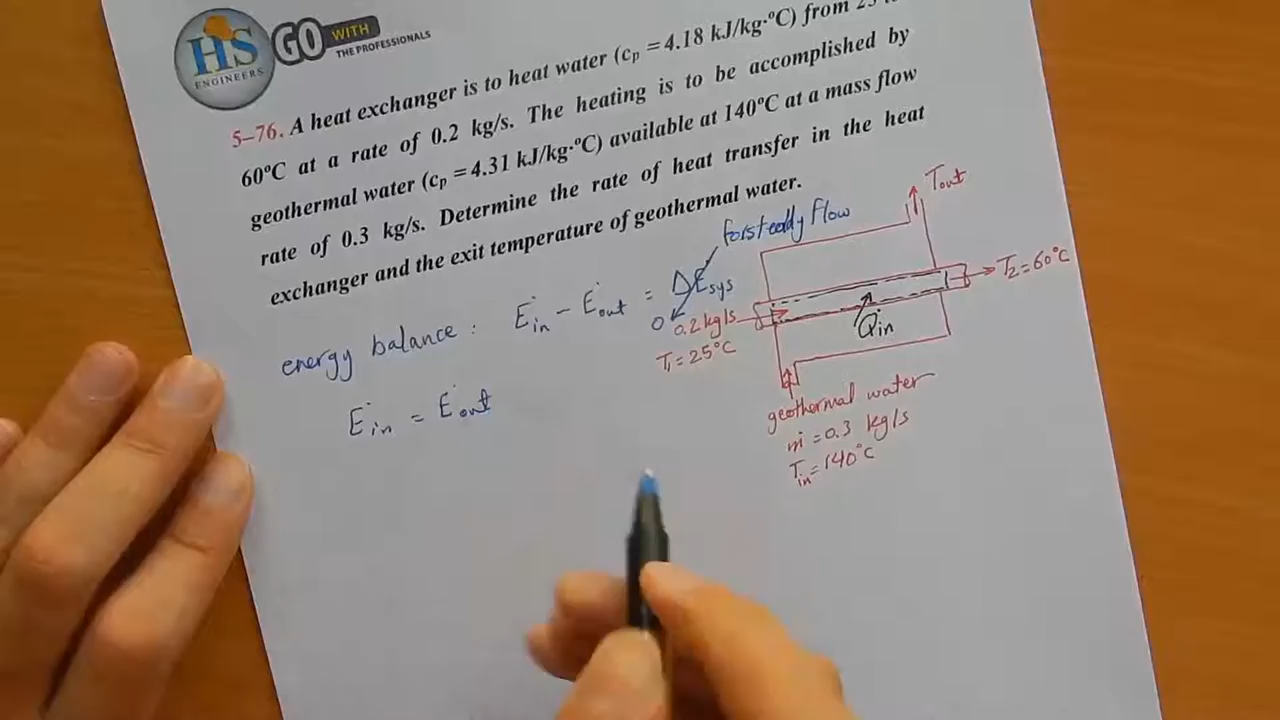 HS
ENGINEERS
GO WITH
THE PROFESSIONALS
5–76. A heat exchanger is to heat water (cp = 4.18 kJ/kg·ºC) from 25
60ºC at a rate of 0.2 kg/s. The heating is to be accomplished by
geothermal water (cp = 4.31 kJ/kg·ºC) available at 140ºC at a mass flow
rate of 0.3 kg/s. Determine the rate of heat transfer in the heat
exchanger and the exit temperature of geothermal water.
energy balance: Ėin - Ėout = ΔĖsys
for steady flow
0
Ėin = Ėout
Tout
T2 = 60°C
0.2 kg/s
T1 = 25°C
Q̇in
geothermal water
ṁ = 0.3 kg/s
Tin = 140°C